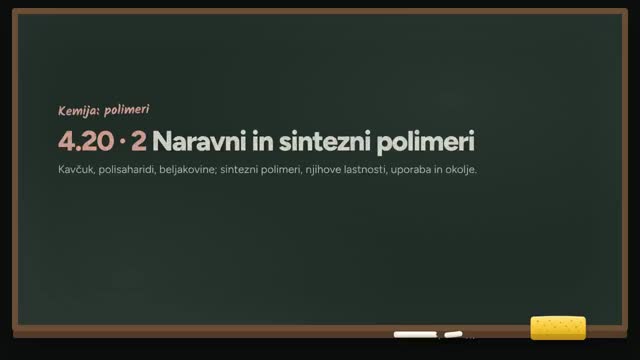 Kemija: polimeri
4.20 · 2 Naravni in sintezni polimeri
Kavčuk, polisaharidi, beljakovine; sintezni polimeri, njihove lastnosti, uporaba in okolje.